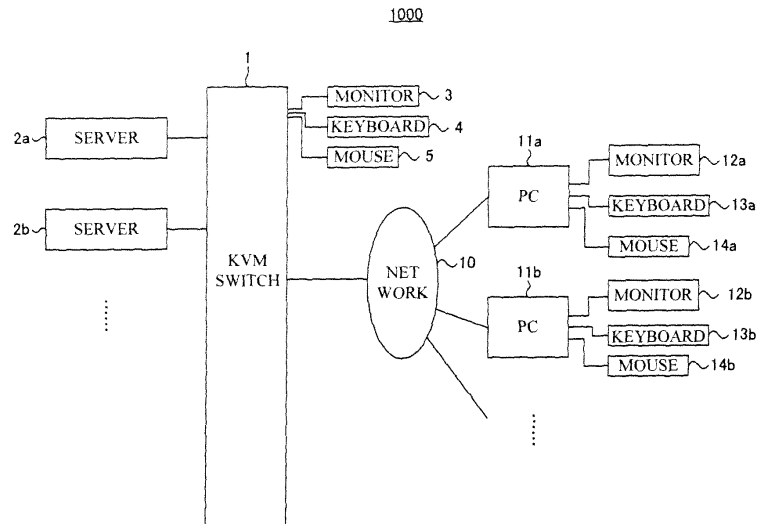 1000
1
MONITOR 3
KEYBOARD 4
MOUSE 5
2a SERVER
2b SERVER
KVM
SWITCH
NET
WORK
10
11a
PC
MONITOR 12a
KEYBOARD 13a
MOUSE 14a
11b
PC
MONITOR 12b
KEYBOARD 13b
MOUSE 14b